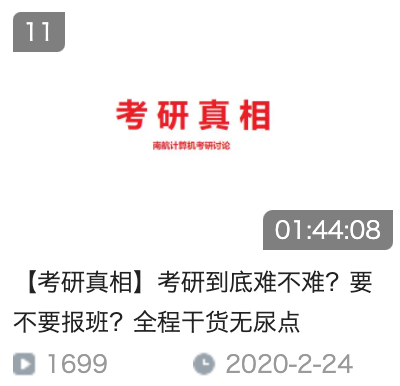 11
考研真相
南航计算机考研讨论
01:44:08
【考研真相】考研到底难不难？要
不要报班？全程干货无尿点
1699
2020-2-24